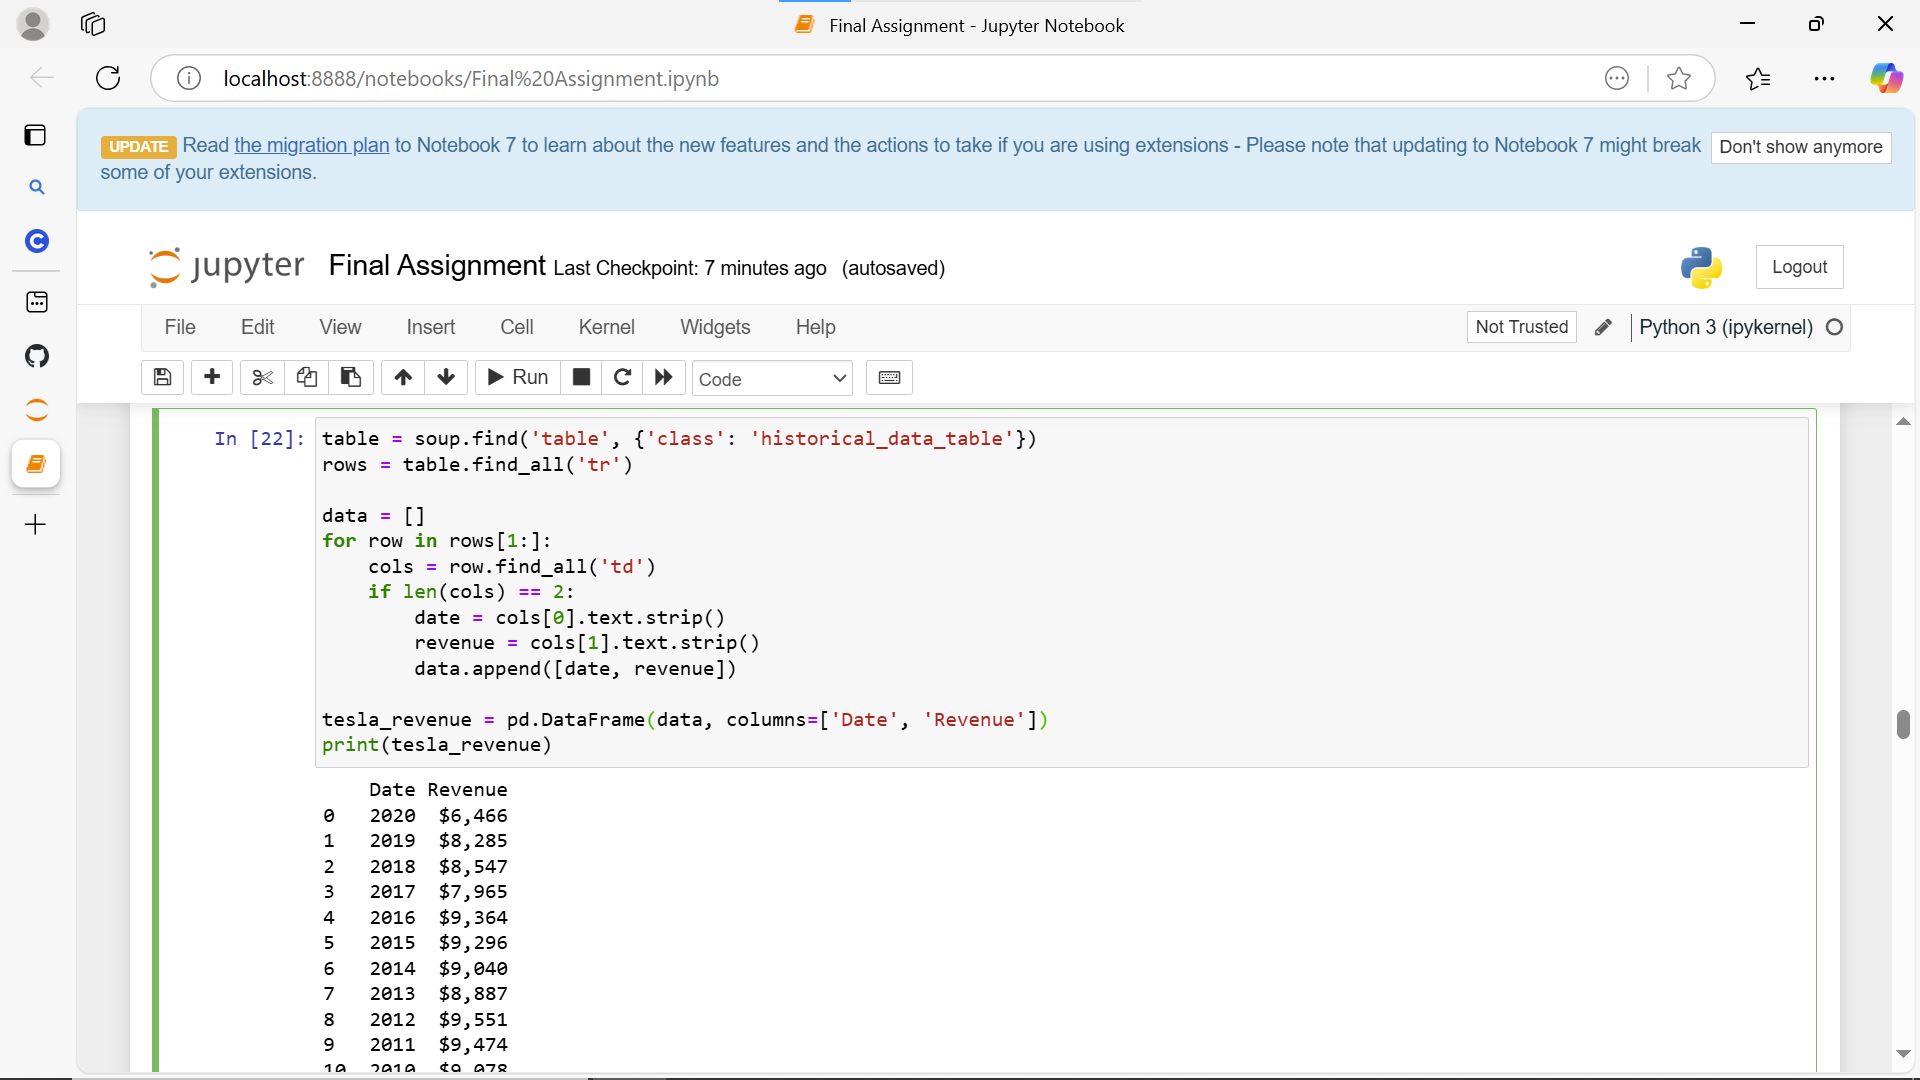 Final Assignment - Jupyter Notebook
localhost:8888/notebooks/Final%20Assignment.ipynb
UPDATE Read the migration plan to Notebook 7 to learn about the new features and the actions to take if you are using extensions - Please note that updating to Notebook 7 might break
some of your extensions.
Don't show anymore
jupyter Final Assignment Last Checkpoint: 7 minutes ago (autosaved)
Logout
File Edit View Insert Cell Kernel Widgets Help
Not Trusted Python 3 (ipykernel)
Run Code
In [22]:
table = soup.find('table', {'class': 'historical_data_table'})
rows = table.find_all('tr')
data = []
for row in rows[1:]:
    cols = row.find_all('td')
    if len(cols) == 2:
        date = cols[0].text.strip()
        revenue = cols[1].text.strip()
        data.append([date, revenue])
tesla_revenue = pd.DataFrame(data, columns=['Date', 'Revenue'])
print(tesla_revenue)
Date Revenue
0 2020 $6,466
1 2019 $8,285
2 2018 $8,547
3 2017 $7,965
4 2016 $9,364
5 2015 $9,296
6 2014 $9,040
7 2013 $8,887
8 2012 $9,551
9 2011 $9,474
10 2010 $9,078